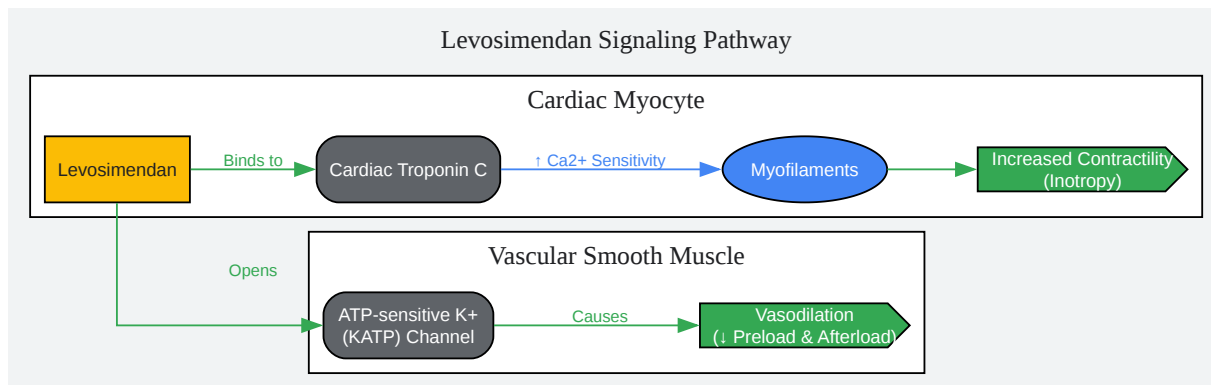 Levosimendan Signaling Pathway
Cardiac Myocyte
Levosimendan
Binds to
Cardiac Troponin C
↑ Ca2+ Sensitivity
Myofilaments
Increased Contractility
(Inotropy)
Vascular Smooth Muscle
Opens
ATP-sensitive K+
(KATP) Channel
Causes
Vasodilation
(↓ Preload & Afterload)